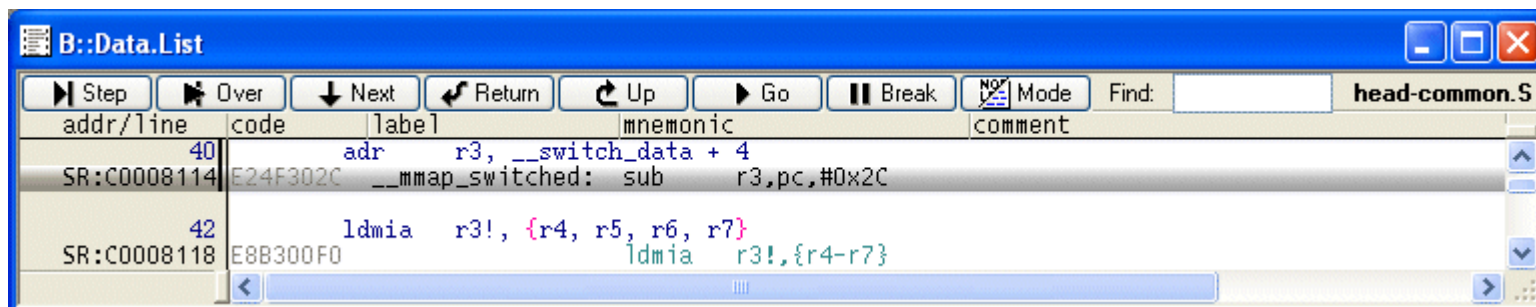 B::Data.List
Step Over Next Return Up Go Break Mode Find: head-common.S
addr/line code label mnemonic comment
40 adr r3, __switch_data + 4
SR:C0008114 E24F302C __mmap_switched: sub r3,pc,#0x2C
42 ldmia r3!, {r4, r5, r6, r7}
SR:C0008118 E8B300F0 ldmia r3!,{r4-r7}